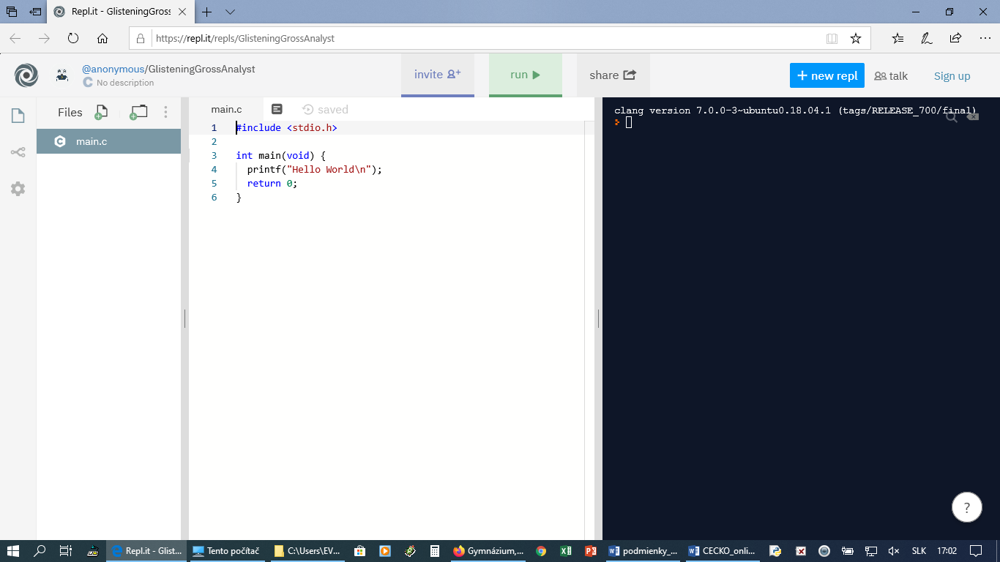 Repl.it - GlisteningGross
https://repl.it/repls/GlisteningGrossAnalyst
@anonymous/GlisteningGrossAnalyst
No description
invite
run
share
+ new repl
talk
Sign up
Files
main.c
main.c
saved
1 #include <stdio.h>
2
3 int main(void) {
4 printf("Hello World\n");
5 return 0;
6 }
clang version 7.0.0-3~ubuntu0.18.04.1 (tags/RELEASE_700/final)
?
Repl.it - Glist...
Tento počítač
C:\Users\EV...
Gymnázium,...
podmienky_...
CECKO_onli...
SLK
17:02